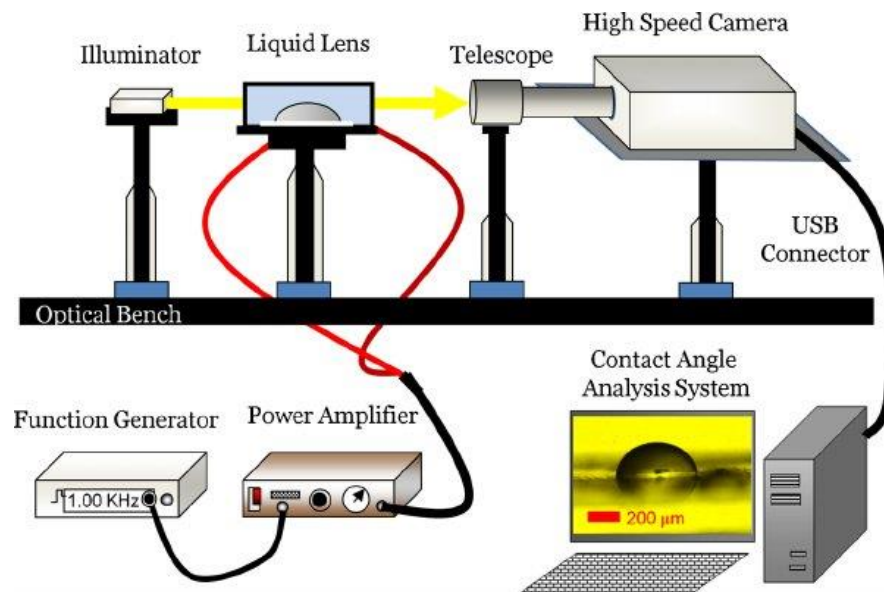 High Speed Camera
Illuminator
Liquid Lens
Telescope
USB
Connector
Optical Bench
Contact Angle
Analysis System
Function Generator
Power Amplifier
1.00 KHz
200 μm